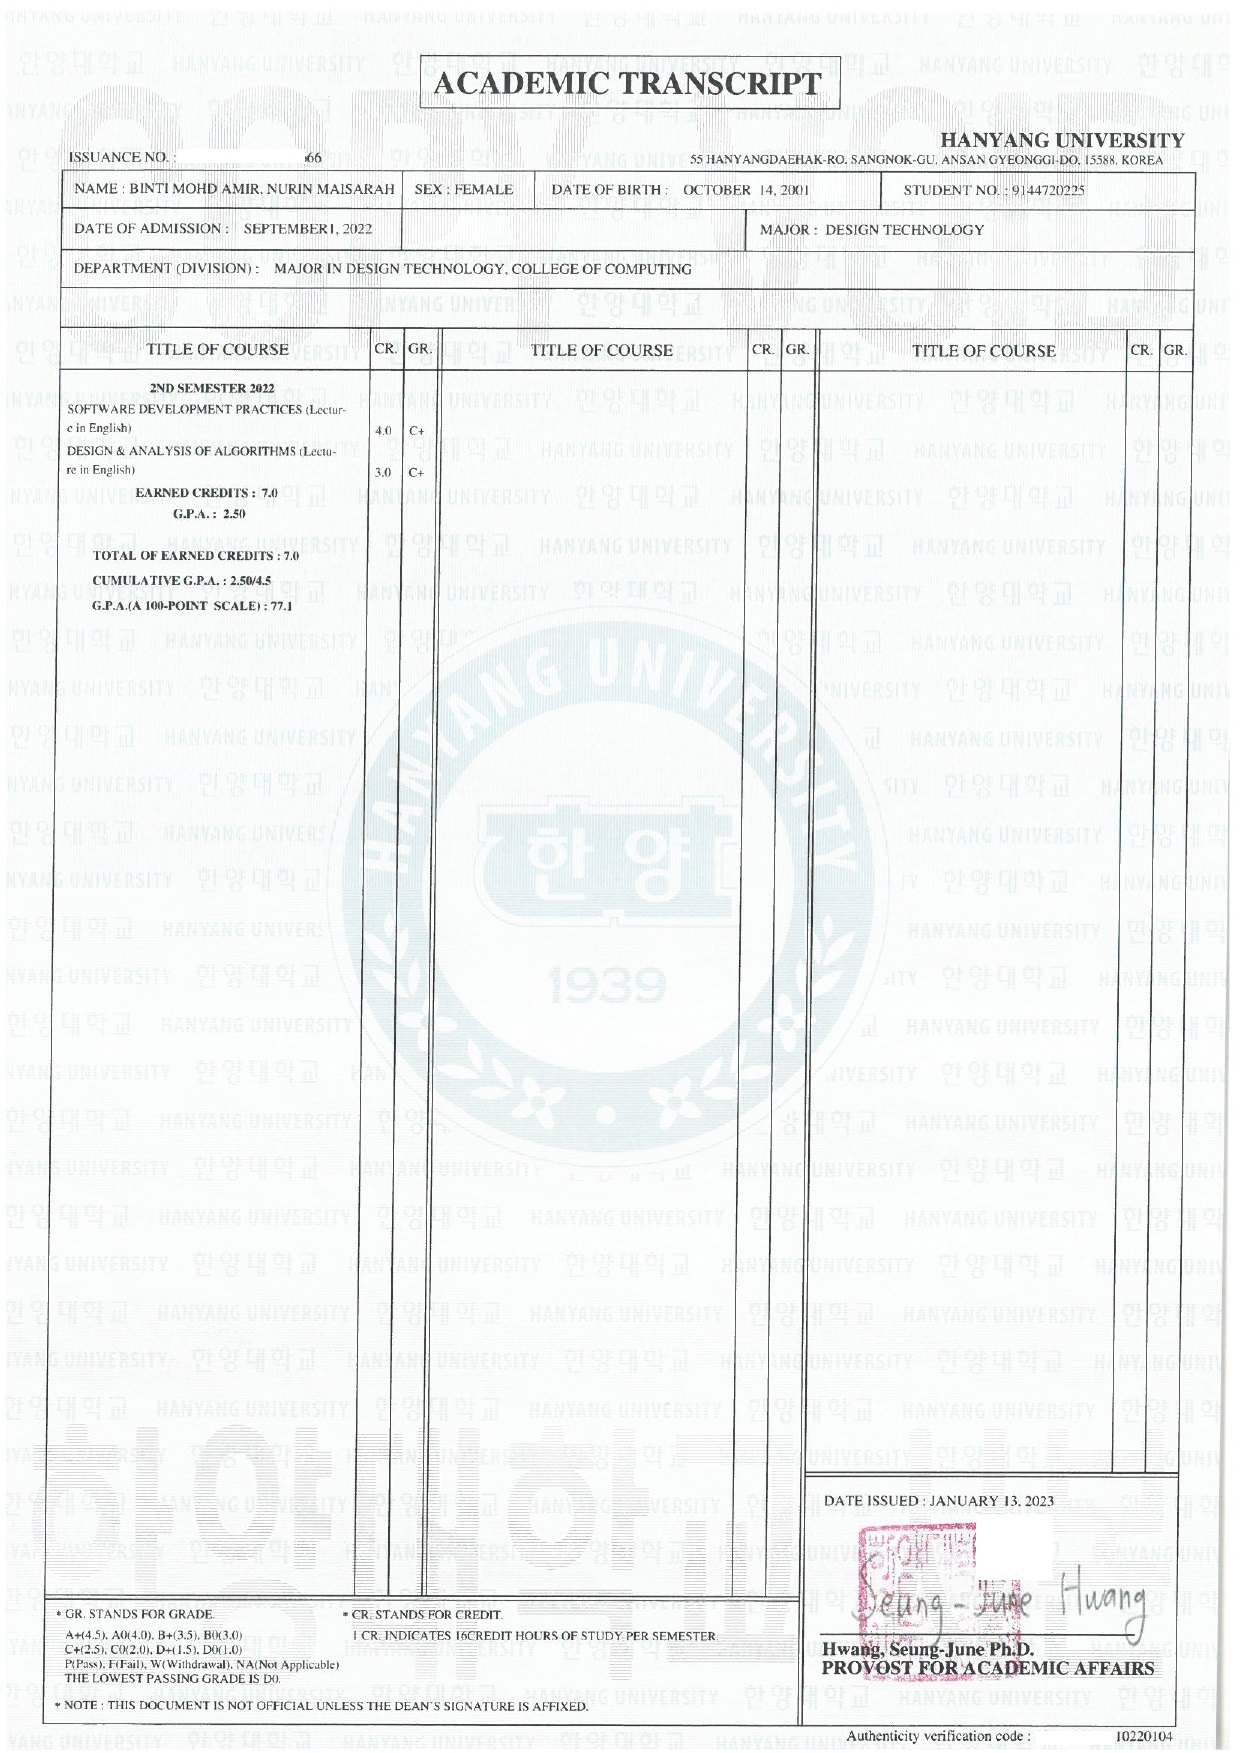 ACADEMIC TRANSCRIPT
HANYANG UNIVERSITY
ISSUANCE NO. : 66
55 HANYANGDAEHAK-RO, SANGNOK-GU, ANSAN GYEONGGI-DO, 15588, KOREA
NAME : BINTI MOHD AMIR, NURIN MAISARAH SEX : FEMALE DATE OF BIRTH : OCTOBER 14, 2001 STUDENT NO. : 9144720225
DATE OF ADMISSION : SEPTEMBER1, 2022 MAJOR : DESIGN TECHNOLOGY
DEPARTMENT (DIVISION) : MAJOR IN DESIGN TECHNOLOGY, COLLEGE OF COMPUTING
TITLE OF COURSE CR. GR. TITLE OF COURSE CR. GR. TITLE OF COURSE CR. GR.
2ND SEMESTER 2022
SOFTWARE DEVELOPMENT PRACTICES (Lectur-
e in English) 4.0 C+
DESIGN & ANALYSIS OF ALGORITHMS (Lectu-
re in English) 3.0 C+
EARNED CREDITS : 7.0
G.P.A. : 2.50
TOTAL OF EARNED CREDITS : 7.0
CUMULATIVE G.P.A. : 2.50/4.5
G.P.A.(A 100-POINT SCALE) : 77.1
HANYANG UNIVERSITY
한양
1939
DATE ISSUED : JANUARY 13, 2023
Seung-June Hwang
Hwang, Seung-June Ph.D.
PROVOST FOR ACADEMIC AFFAIRS
* GR. STANDS FOR GRADE. * CR. STANDS FOR CREDIT.
A+(4.5), A0(4.0), B+(3.5), B0(3.0) 1 CR. INDICATES 16CREDIT HOURS OF STUDY PER SEMESTER.
C+(2.5), C0(2.0), D+(1.5), D0(1.0)
P(Pass), F(Fail), W(Withdrawal), NA(Not Applicable)
THE LOWEST PASSING GRADE IS D0.
* NOTE : THIS DOCUMENT IS NOT OFFICIAL UNLESS THE DEAN'S SIGNATURE IS AFFIXED.
Authenticity verification code : 10220104